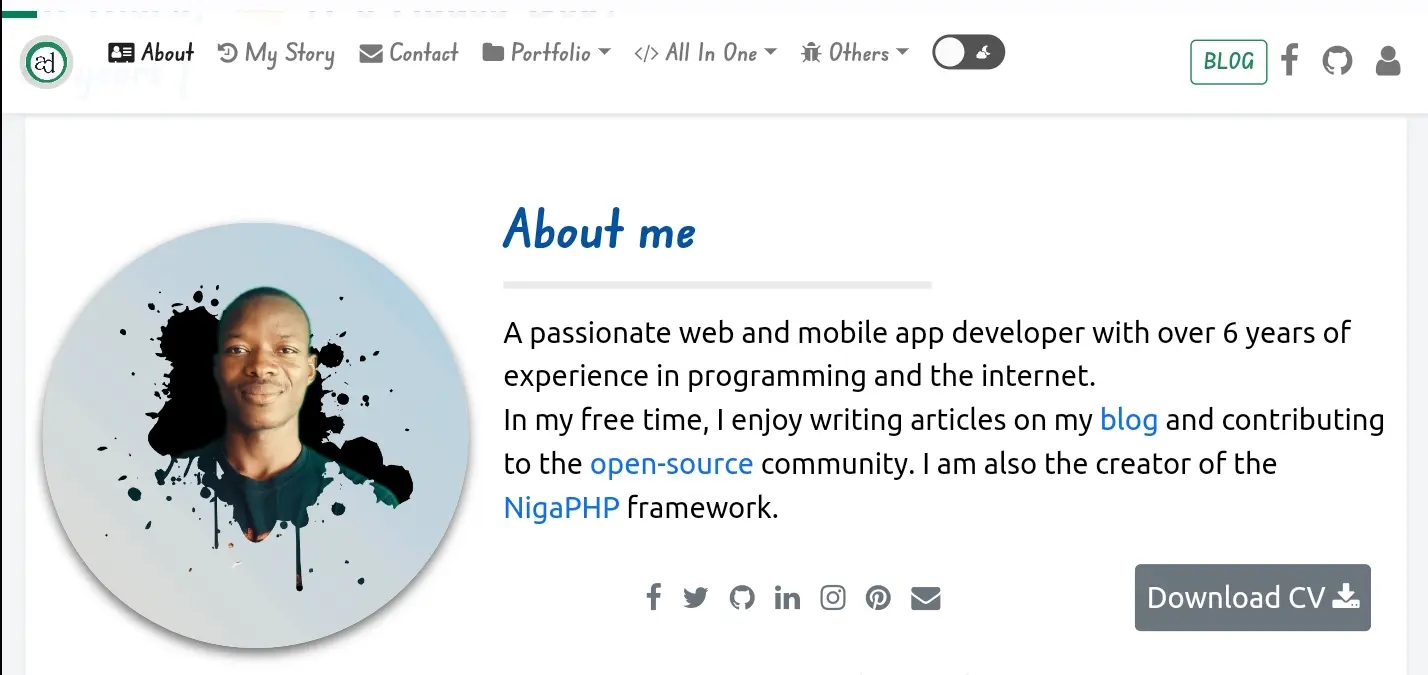 ad
About My Story Contact Portfolio </> All In One Others
BLOG
About me
A passionate web and mobile app developer with over 6 years of
experience in programming and the internet.
In my free time, I enjoy writing articles on my blog and contributing
to the open-source community. I am also the creator of the
NigaPHP framework.
Download CV